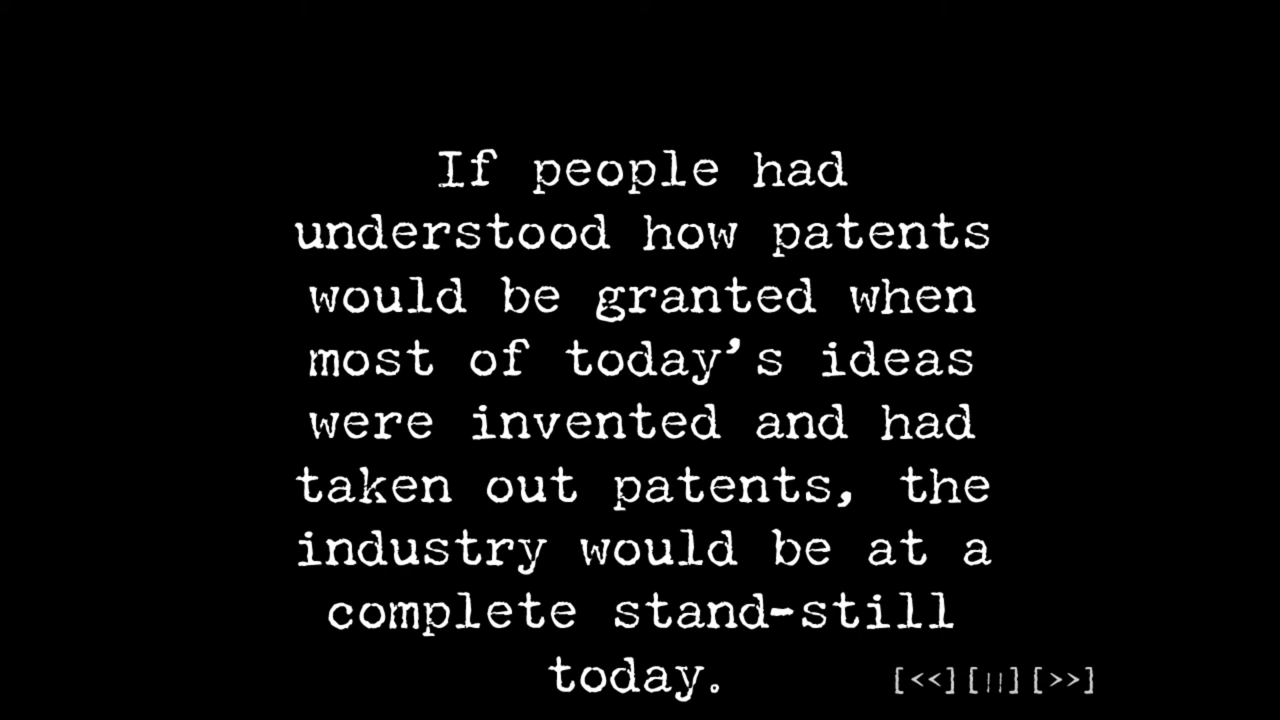 If people had
understood how patents
would be granted when
most of today's ideas
were invented and had
taken out patents, the
industry would be at a
complete stand-still
today.
[<<][||][>>]